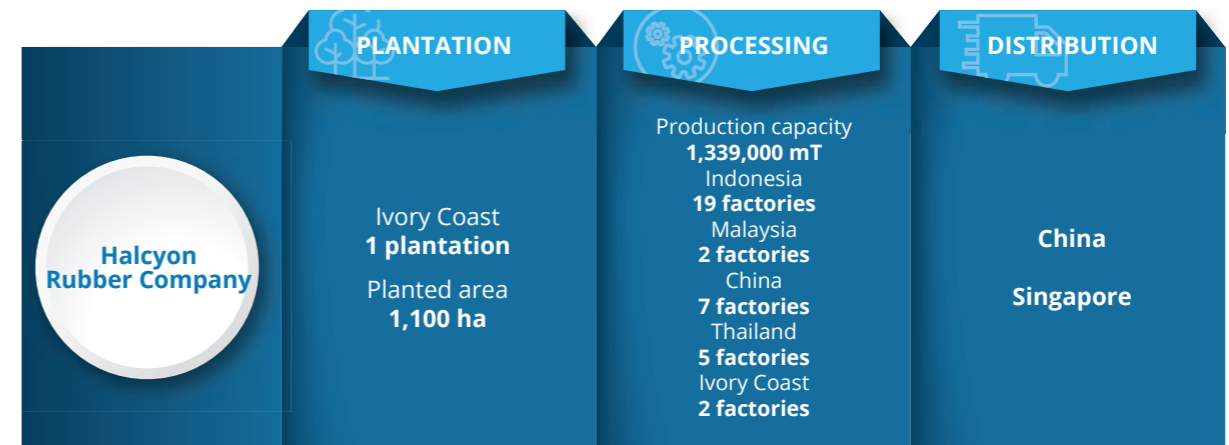 PLANTATION
PROCESSING
DISTRIBUTION
Halcyon
Rubber Company
Ivory Coast
1 plantation
Planted area
1,100 ha
Production capacity
1,339,000 mT
Indonesia
19 factories
Malaysia
2 factories
China
7 factories
Thailand
5 factories
Ivory Coast
2 factories
China
Singapore